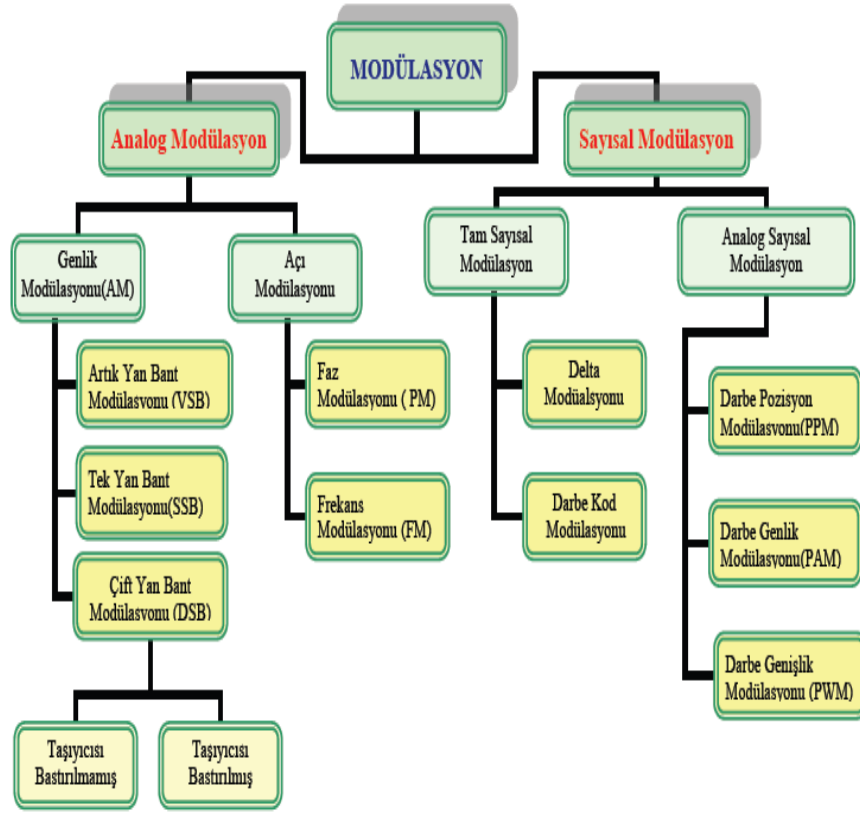 MODÜLASYON
Analog Modülasyon
Sayısal Modülasyon
Genlik
Modülasyonu(AM)
Açı
Modülasyonu
Tam Sayısal
Modülasyon
Analog Sayısal
Modülasyon
Artık Yan Bant
Modülasyonu (VSB)
Faz
Modülasyonu ( PM)
Delta
Modüalsyonu
Darbe Pozisyon
Modülasyonu(PPM)
Tek Yan Bant
Modülasyonu(SSB)
Frekans
Modülasyonu (FM)
Darbe Kod
Modülasyonu
Darbe Genlik
Modülasyonu(PAM)
Çift Yan Bant
Modülasyonu (DSB)
Darbe Genişlik
Modülasyonu (PWM)
Taşıyıcısı
Bastırılmamış
Taşıyıcısı
Bastırılmış